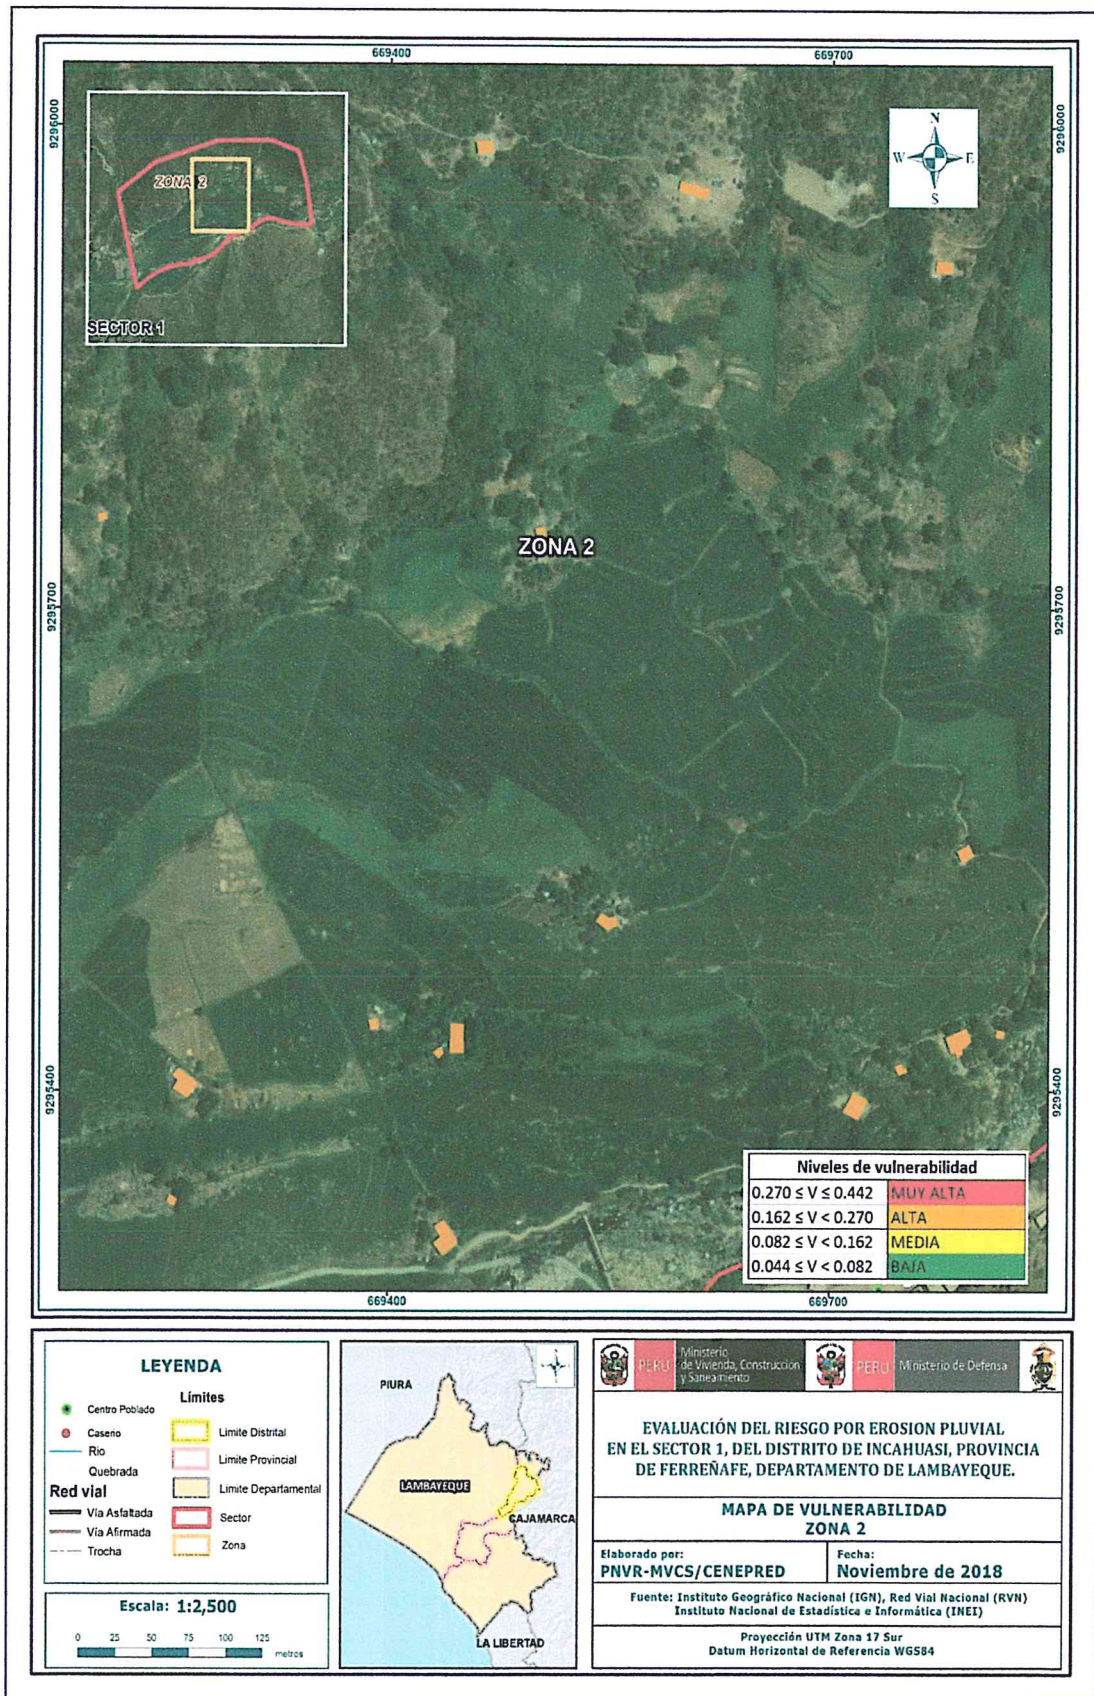 669400
669700
9296000
9296000
N
W
E
S
ZONA 2
SECTOR 1
ZONA 2
9295700
9295700
9295400
9295400
Niveles de vulnerabilidad
0.270 ≤ V ≤ 0.442 MUY ALTA
0.162 ≤ V < 0.270 ALTA
0.082 ≤ V < 0.162 MEDIA
0.044 ≤ V < 0.082 BAJA
669400
669700
LEYENDA
Centro Poblado
Caserio
Rio
Quebrada
Red vial
Vía Asfaltada
Vía Afirmada
Trocha
Límites
Limite Distrital
Limite Provincial
Limite Departamental
Sector
Zona
Escala: 1:2,500
0 25 50 75 100 125
metros
PIURA
LAMBAYEQUE
CAJAMARCA
LA LIBERTAD
PERÚ
Ministerio
de Vivienda, Construcción
y Saneamiento
PERÚ
Ministerio de Defensa
EVALUACIÓN DEL RIESGO POR EROSION PLUVIAL
EN EL SECTOR 1, DEL DISTRITO DE INCAHUASI, PROVINCIA
DE FERREÑAFE, DEPARTAMENTO DE LAMBAYEQUE.
MAPA DE VULNERABILIDAD
ZONA 2
Elaborado por:
PNVR-MVCS/CENEPRED
Fecha:
Noviembre de 2018
Fuente: Instituto Geográfico Nacional (IGN), Red Vial Nacional (RVN)
Instituto Nacional de Estadística e Informática (INEI)
Proyección UTM Zona 17 Sur
Datum Horizontal de Referencia WGS84